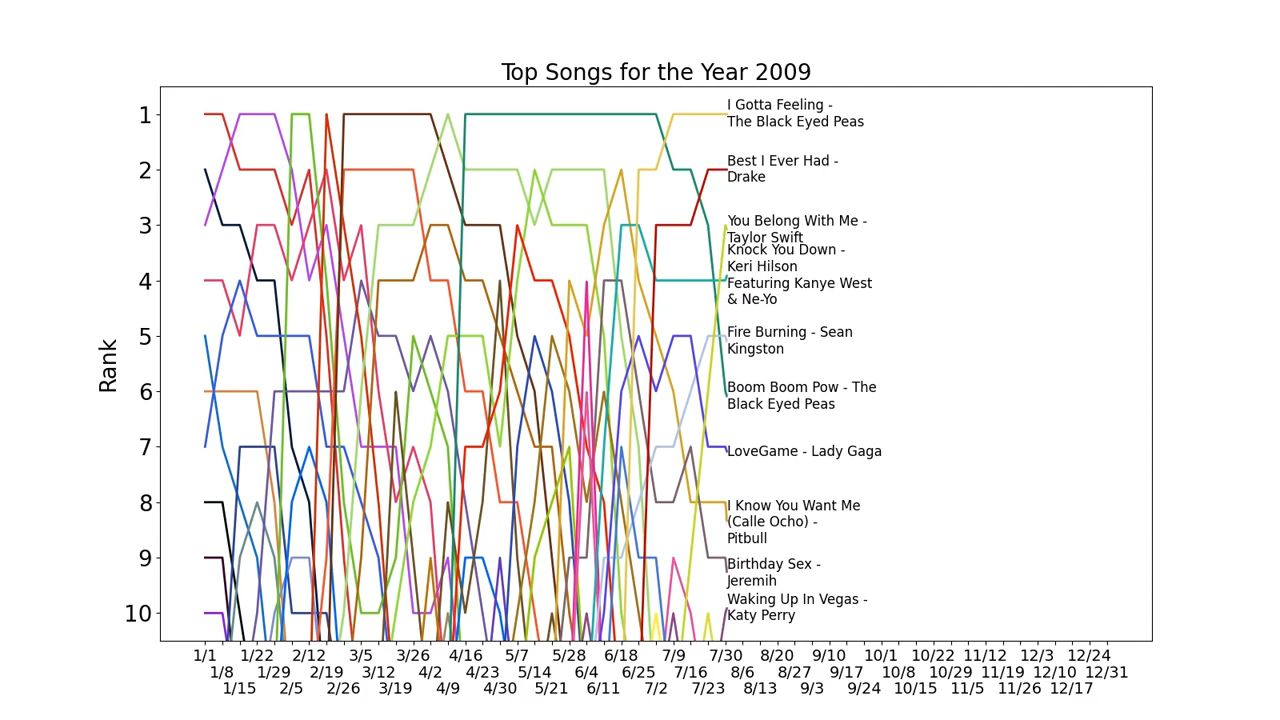 Top Songs for the Year 2009
Rank
1
2
3
4
5
6
7
8
9
10
I Gotta Feeling -
The Black Eyed Peas
Best I Ever Had -
Drake
You Belong With Me -
Taylor Swift
Knock You Down -
Keri Hilson
Featuring Kanye West
& Ne-Yo
Fire Burning - Sean
Kingston
Boom Boom Pow - The
Black Eyed Peas
LoveGame - Lady Gaga
I Know You Want Me
(Calle Ocho) -
Pitbull
Birthday Sex -
Jeremih
Waking Up In Vegas -
Katy Perry
1/1 1/22 2/12 3/5 3/26 4/16 5/7 5/28 6/18 7/9 7/30 8/20 9/10 10/1 10/22 11/12 12/3 12/24
1/8 1/29 2/19 3/12 4/2 4/23 5/14 6/4 6/25 7/16 8/6 8/27 9/17 10/8 10/29 11/19 12/10 12/31
1/15 2/5 2/26 3/19 4/9 4/30 5/21 6/11 7/2 7/23 8/13 9/3 9/24 10/15 11/5 11/26 12/17